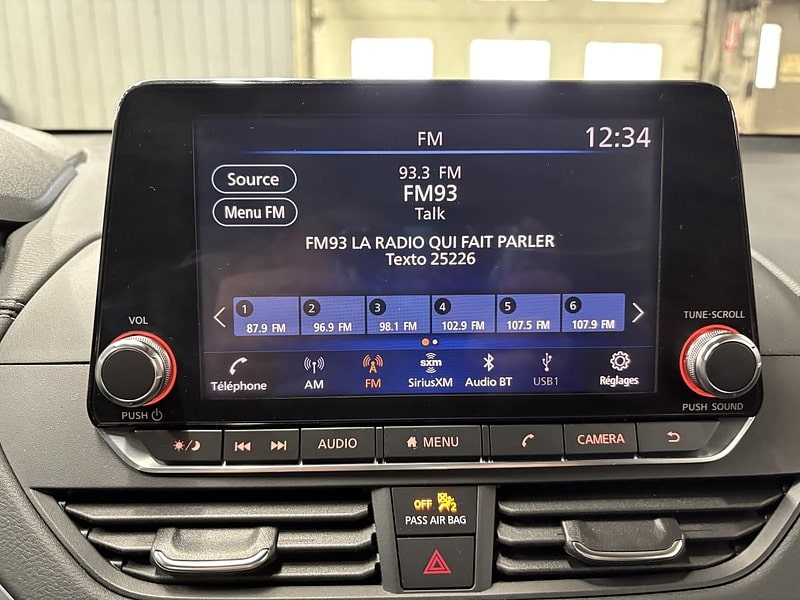 FM
12:34
Source
93.3 FM
FM93
Menu FM
Talk
FM93 LA RADIO QUI FAIT PARLER
Texto 25226
1 2 3 4 5 6
87.9 FM 96.9 FM 98.1 FM 102.9 FM 107.5 FM 107.9 FM
VOL
TUNE·SCROLL
sxm
Téléphone AM FM SiriusXM Audio BT USB1 Réglages
PUSH
PUSH SOUND
AUDIO MENU CAMERA
OFF 2
PASS AIR BAG